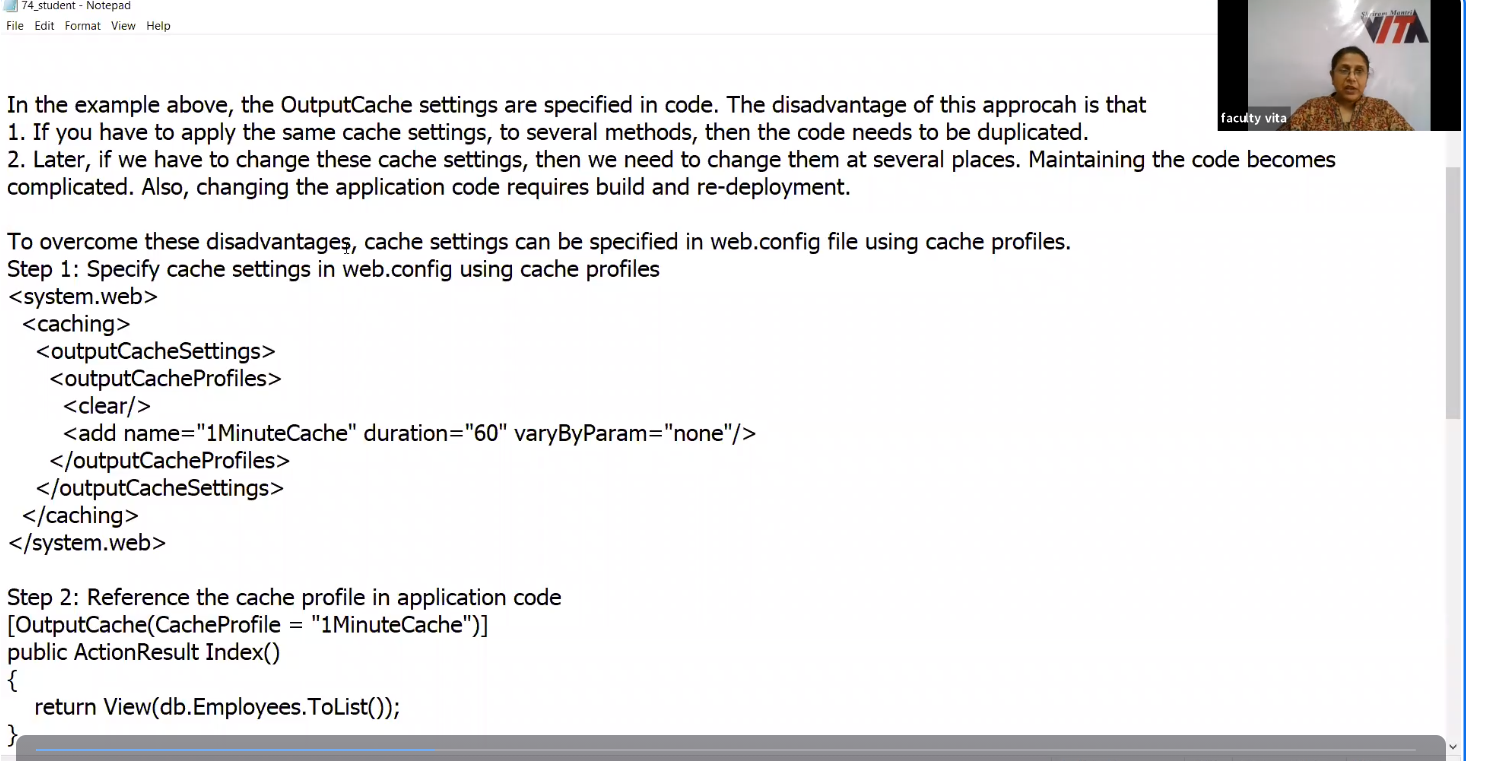 74_student - Notepad
File Edit Format View Help
VITA
faculty vita
In the example above, the OutputCache settings are specified in code. The disadvantage of this approcah is that
1. If you have to apply the same cache settings, to several methods, then the code needs to be duplicated.
2. Later, if we have to change these cache settings, then we need to change them at several places. Maintaining the code becomes
complicated. Also, changing the application code requires build and re-deployment.
To overcome these disadvantages, cache settings can be specified in web.config file using cache profiles.
Step 1: Specify cache settings in web.config using cache profiles
<system.web>
<caching>
<outputCacheSettings>
<outputCacheProfiles>
<clear/>
<add name="1MinuteCache" duration="60" varyByParam="none"/>
</outputCacheProfiles>
</outputCacheSettings>
</caching>
</system.web>
Step 2: Reference the cache profile in application code
[OutputCache(CacheProfile = "1MinuteCache")]
public ActionResult Index()
{
return View(db.Employees.ToList());
}